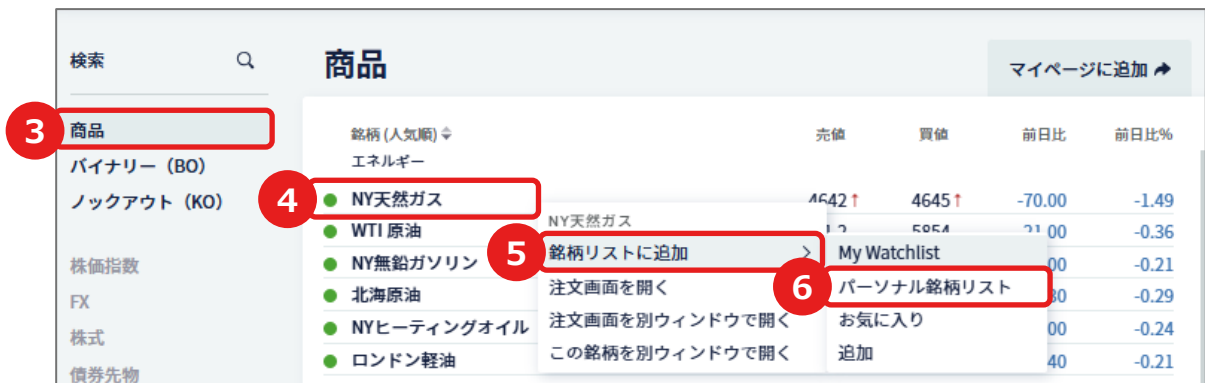 検索
商品
マイページに追加
3
商品
バイナリー（BO）
ノックアウト（KO）
株価指数
FX
株式
債券先物
銘柄 (人気順) 売値 買値 前日比 前日比%
エネルギー
4
NY天然ガス 4642↑ 4645↑ -70.00 -1.49
WTI 原油 5854 -21.00 -0.36
NY無鉛ガソリン -0.21
北海原油 -0.29
NYヒーティングオイル -0.24
ロンドン軽油 -0.21
NY天然ガス
5
銘柄リストに追加 >
注文画面を開く
注文画面を別ウィンドウで開く
この銘柄を別ウィンドウで開く
My Watchlist
6
パーソナル銘柄リスト
お気に入り
追加